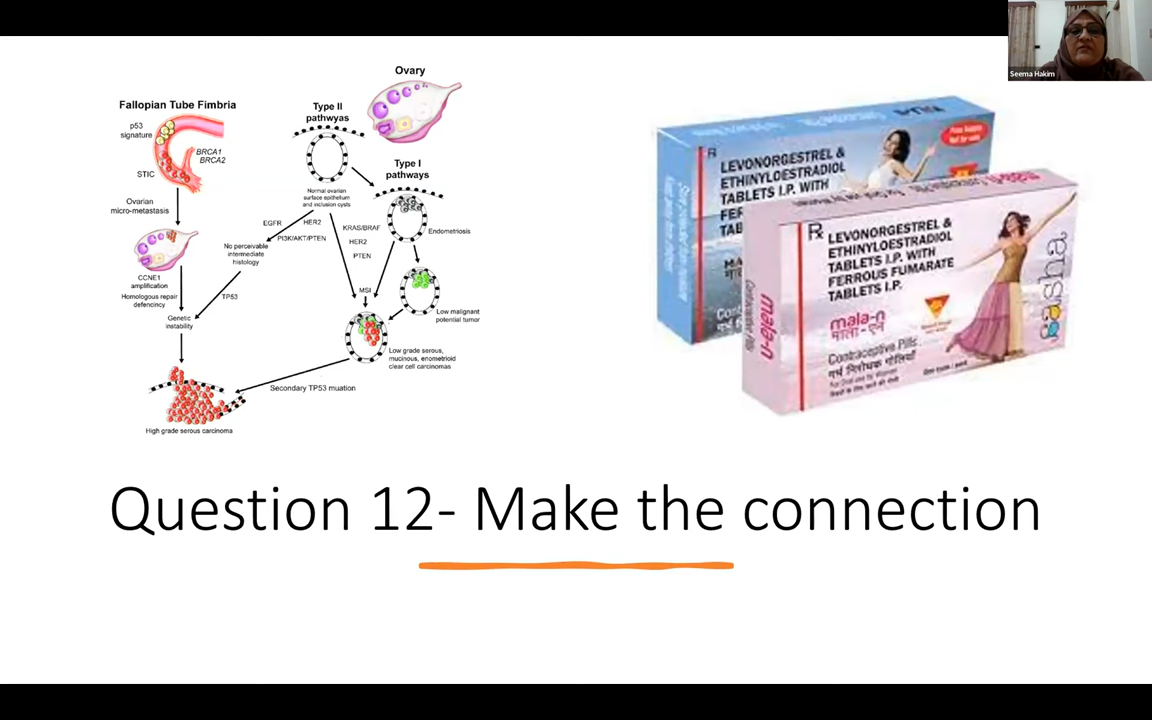 Seema Hakim
Ovary
Fallopian Tube Fimbria
p53
signature
BRCA1
BRCA2
STIC
Ovarian
micro-metastasis
CCNE1
amplification
Homologous repair
defencincy
Genetic
instability
High grade serous carcinoma
Type II
pathwyas
Type I
pathways
Normal ovarian
surface epithelium
and inclusion cysts
EGFR
HER2
PI3K/AKT/PTEN
KRAS/BRAF
HER2
PTEN
Endometriosis
No perceivable
intermediate
histology
TP53
MSI
Low malignant
potential tumor
Low grade serous,
mucinous, enometrioid
clear cell carcinomas
Secondary TP53 muation
R
LEVONORGESTREL &
ETHINYLOESTRADIOL
TABLETS I.P. WITH
Rx
LEVONORGESTREL &
ETHINYLOESTRADIOL
TABLETS I.P. WITH
FERROUS FUMARATE
TABLETS I.P.
mala-n
माला-एन
Contraceptive Pills
गर्भ निरोधक गोलियाँ
mala-n
Contraceptive Pills
Question 12- Make the connection